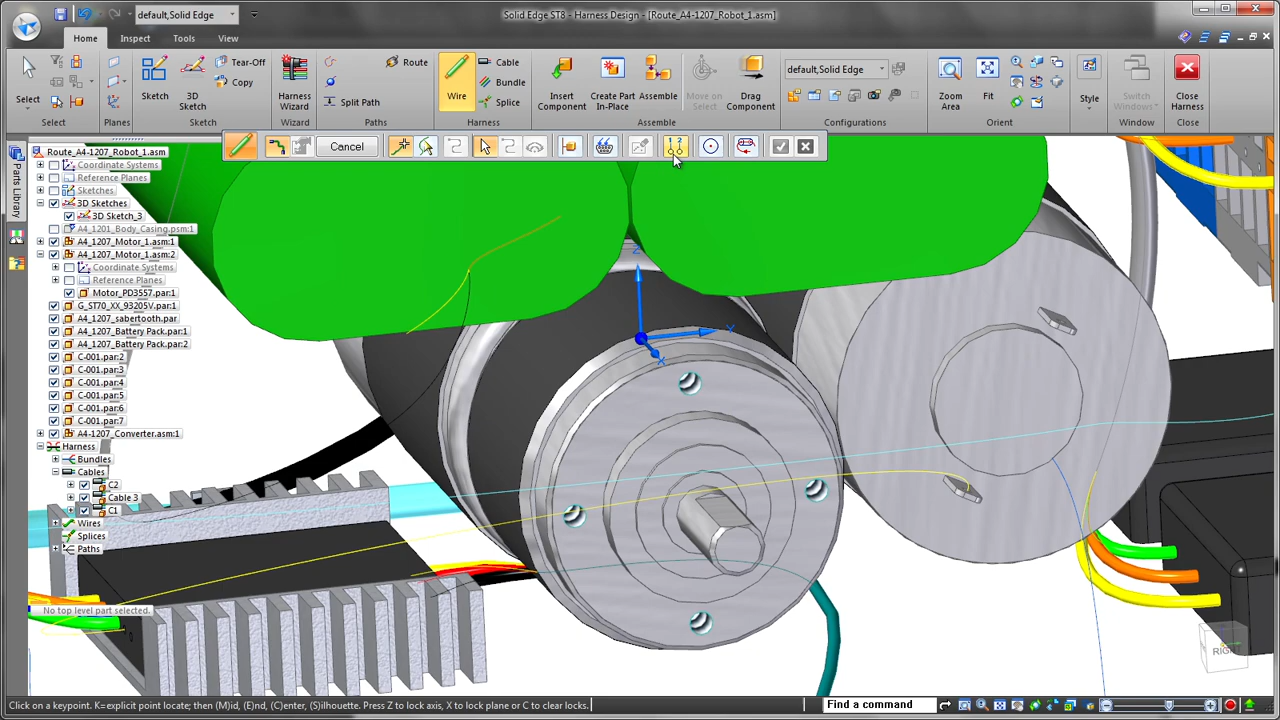 default,Solid Edge
Solid Edge ST8 - Harness Design - [Route_A4-1207_Robot_1.asm]
Home
Inspect
Tools
View
Select
Select
Planes
Sketch
3D Sketch
Tear-Off
Copy
Sketch
Harness Wizard
Route
Split Path
Paths
Wire
Cable
Bundle
Splice
Harness
Insert Component
Create Part In-Place
Assemble
Move on Select
Drag Component
Assemble
default,Solid Edge
Configurations
Zoom Area
Fit
Orient
Style
Style
Switch Windows
Window
Close Harness
Close
Cancel
Parts Library
Route_A4-1207_Robot_1.asm
Coordinate Systems
Reference Planes
Sketches
3D Sketches
3D Sketch_3
A4_1201_Body_Casing.psm:1
A4_1207_Motor_1.asm:1
A4_1207_Motor_1.asm:2
Coordinate Systems
Reference Planes
Motor_PD3557.par:1
G_ST70_XX_93205V.par:1
A4_1207_sabertooth.par
A4_1207_Battery Pack.par:1
A4_1207_Battery Pack.par:2
C-001.par:2
C-001.par:3
C-001.par:4
C-001.par:5
C-001.par:6
C-001.par:7
A4-1207_Converter.asm:1
Harness
Bundles
Cables
C2
Cable 3
C1
Wires
Splices
Paths
No top level part selected.
Z
Y
X
RIGHT
Click on a keypoint. K=explicit point locate; then (M)id, (E)nd, (C)enter, (S)ilhouette. Press Z to lock axis, X to lock plane or C to clear locks.
Find a command